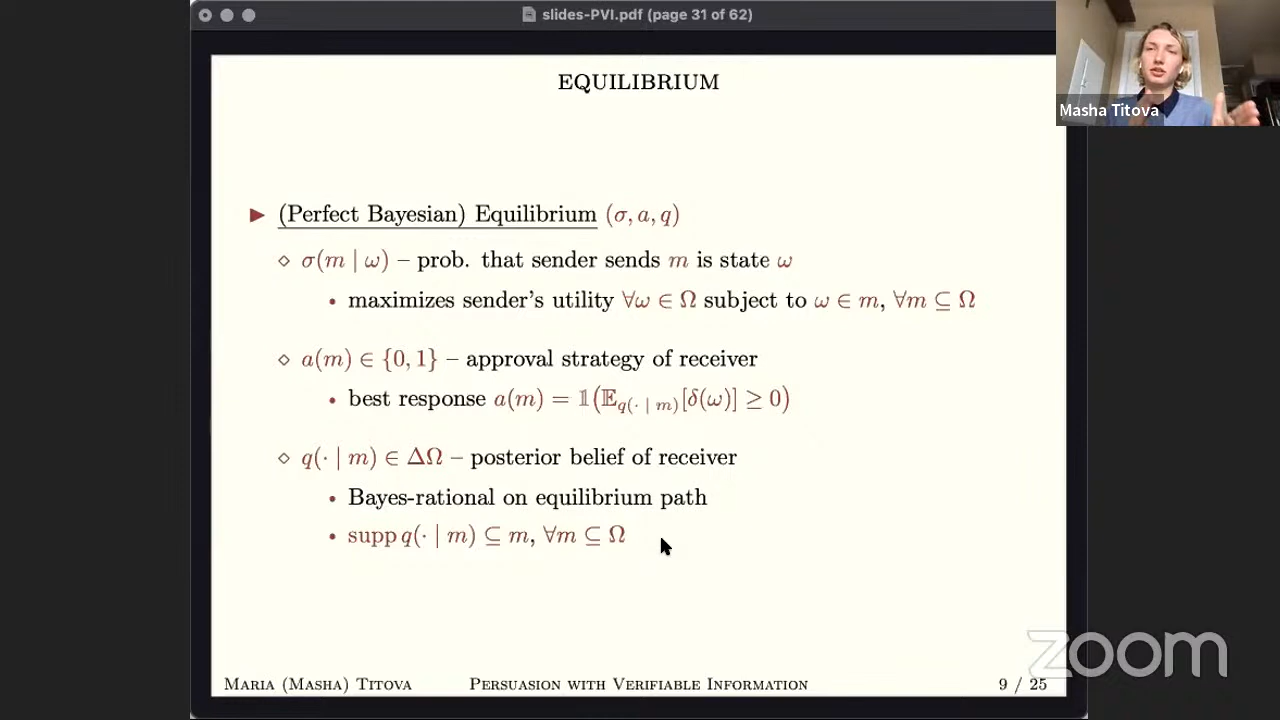 slides-PVI.pdf (page 31 of 62)
EQUILIBRIUM
Masha Titova
▶ (Perfect Bayesian) Equilibrium (σ, a, q)
⋄ σ(m | ω) – prob. that sender sends m is state ω
• maximizes sender's utility ∀ω ∈ Ω subject to ω ∈ m, ∀m ⊆ Ω
⋄ a(m) ∈ {0, 1} – approval strategy of receiver
• best response a(m) = 𝟙(𝔼_{q(· | m)}[δ(ω)] ≥ 0)
⋄ q(· | m) ∈ ΔΩ – posterior belief of receiver
• Bayes-rational on equilibrium path
• supp q(· | m) ⊆ m, ∀m ⊆ Ω
zoom
MARIA (MASHA) TITOVA PERSUASION WITH VERIFIABLE INFORMATION 9 / 25